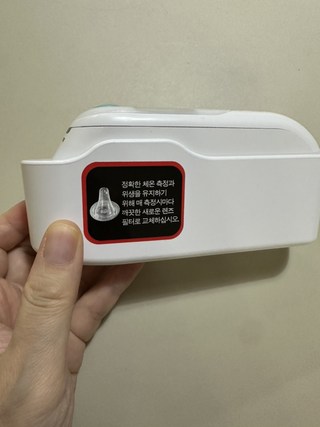 정확한 체온 측정과
위생을 유지하기
위해 매 측정시마다
깨끗한 새로운 렌즈
필터로 교체하십시오.